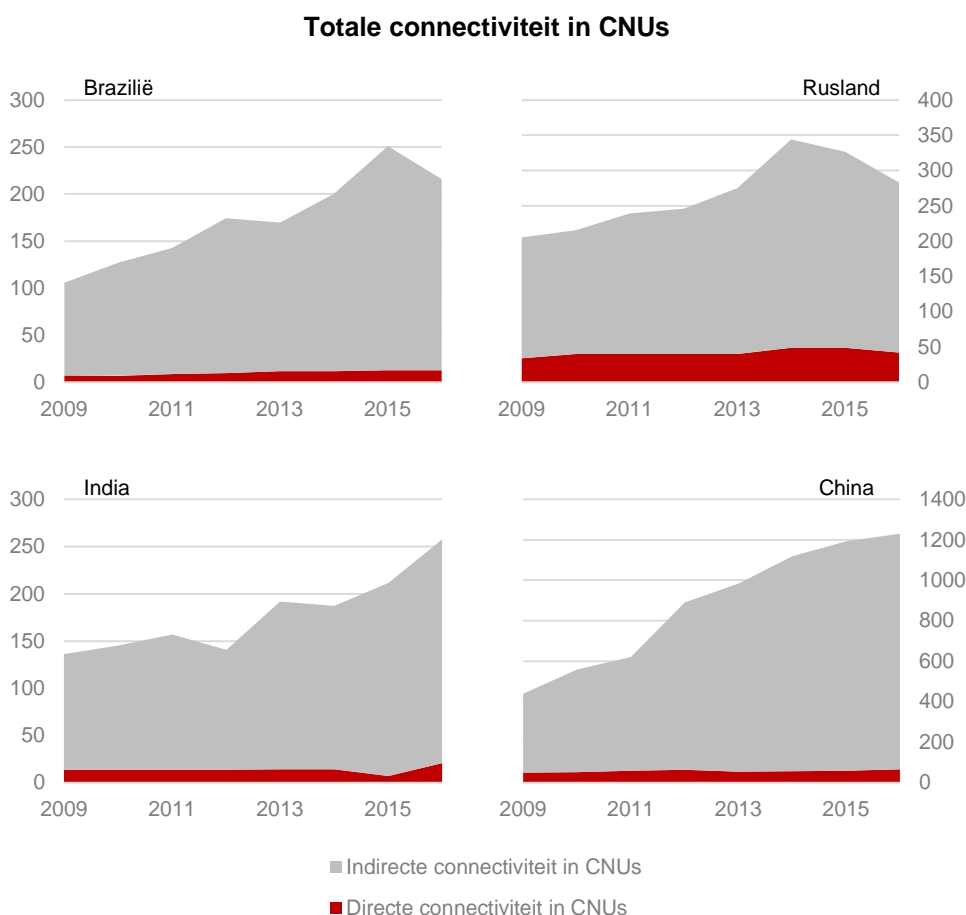 Totale connectiviteit in CNUs
Brazilië
300
250
200
150
100
50
0
2009 2011 2013 2015
Rusland
400
350
300
250
200
150
100
50
0
2009 2011 2013 2015
India
300
250
200
150
100
50
0
2009 2011 2013 2015
China
1400
1200
1000
800
600
400
200
0
2009 2011 2013 2015
Indirecte connectiviteit in CNUs
Directe connectiviteit in CNUs